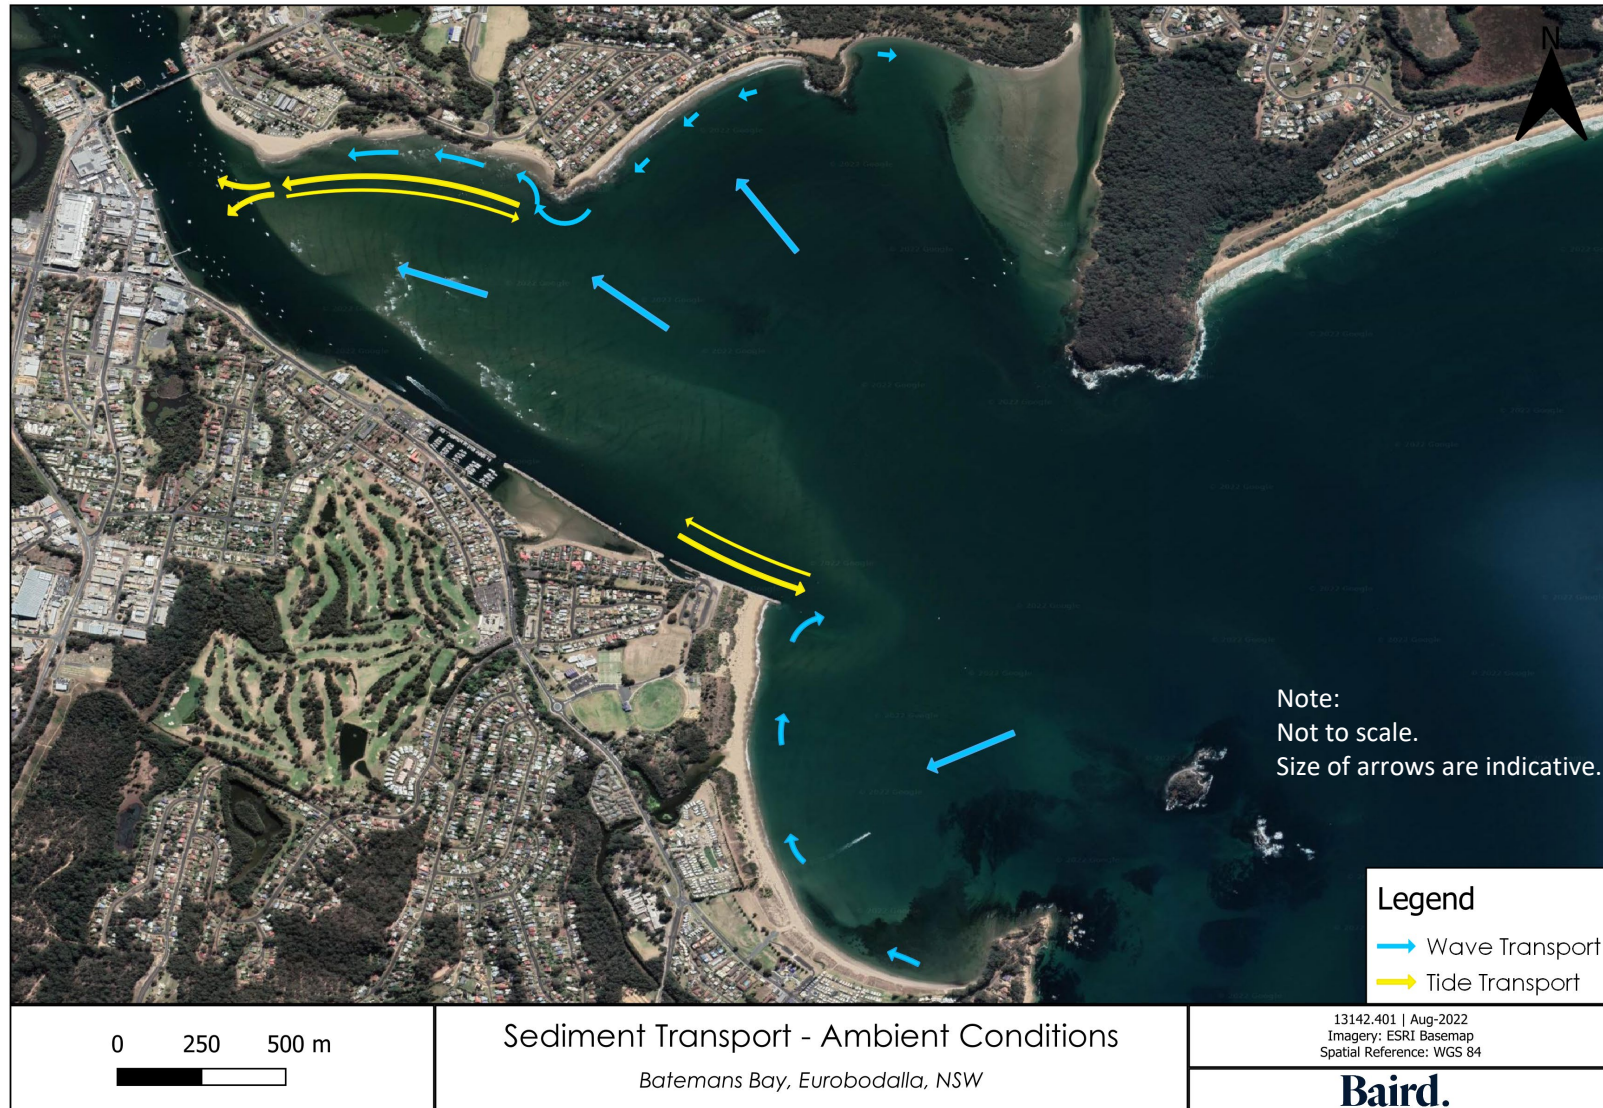 N
Note:
Not to scale.
Size of arrows are indicative.
Legend
Wave Transport
Tide Transport
0 250 500 m
Sediment Transport - Ambient Conditions
Batemans Bay, Eurobodalla, NSW
13142.401 | Aug-2022
Imagery: ESRI Basemap
Spatial Reference: WGS 84
Baird.